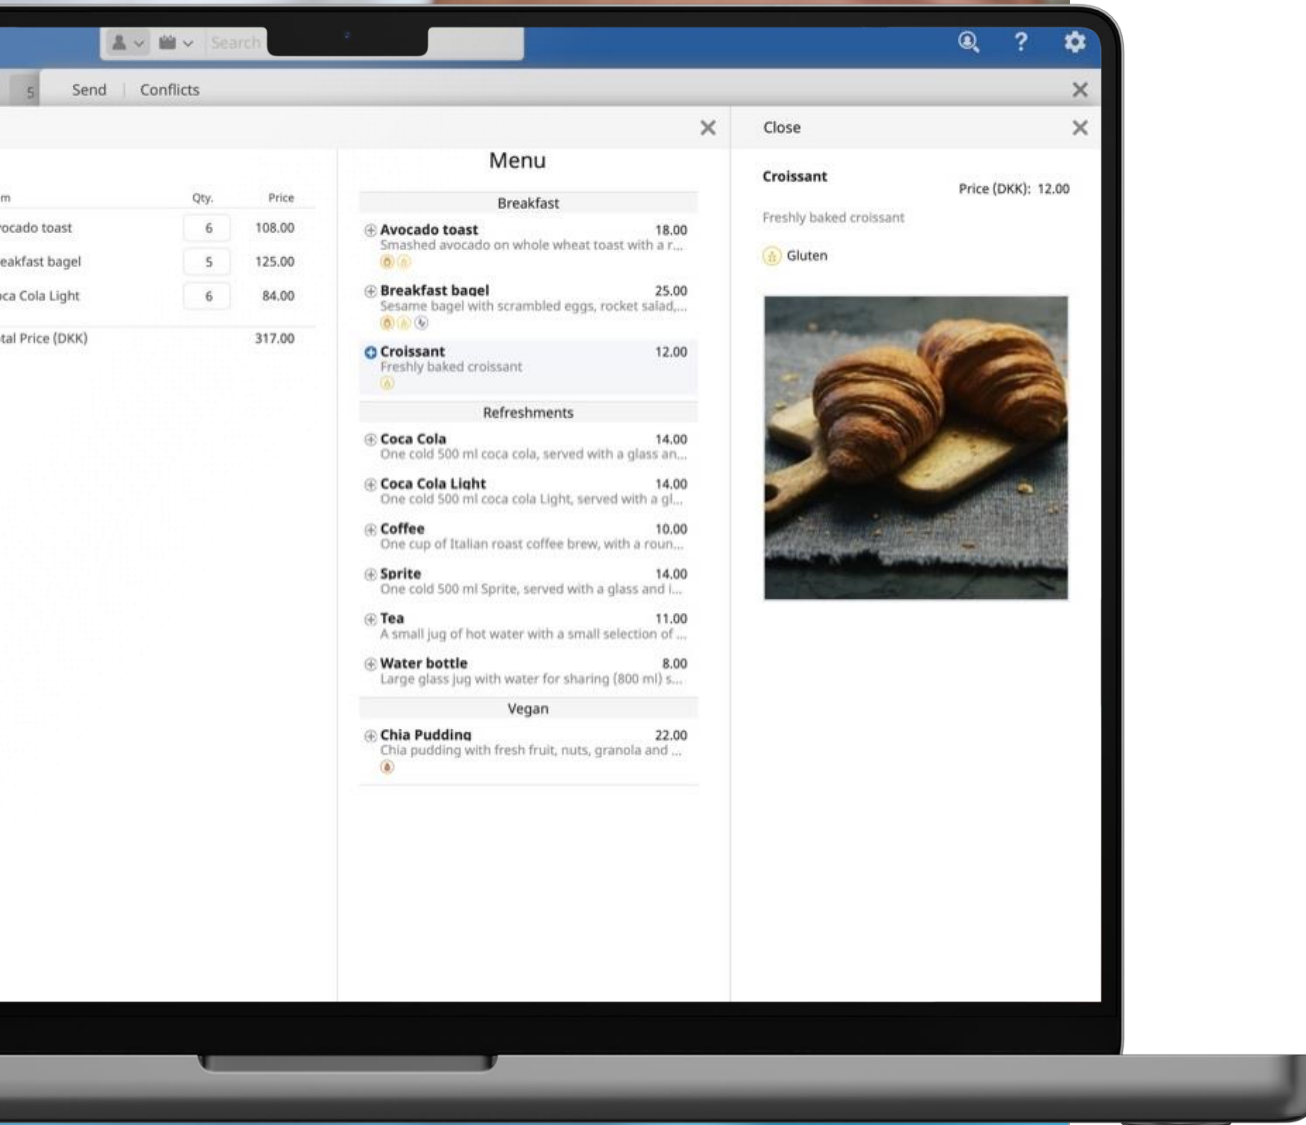 Search
5 Send Conflicts
Close
Menu
Qty. Price
6 108.00
5 125.00
Cola Light 6 84.00
Price (DKK) 317.00
toast
bagel
Breakfast
Avocado toast 18.00
Smashed avocado on whole wheat toast with a r...
Breakfast bagel 25.00
Sesame bagel with scrambled eggs, rocket salad,...
Croissant 12.00
Freshly baked croissant
Refreshments
Coca Cola 14.00
One cold 500 ml coca cola, served with a glass an...
Coca Cola Light 14.00
One cold 500 ml coca cola Light, served with a gl...
Coffee 10.00
One cup of Italian roast coffee brew, with a roun...
Sprite 14.00
One cold 500 ml Sprite, served with a glass and i...
Tea 11.00
A small jug of hot water with a small selection of ...
Water bottle 8.00
Large glass jug with water for sharing (800 ml) s...
Vegan
Chia Pudding 22.00
Chia pudding with fresh fruit, nuts, granola and ...
Croissant
Price (DKK): 12.00
Freshly baked croissant
Gluten